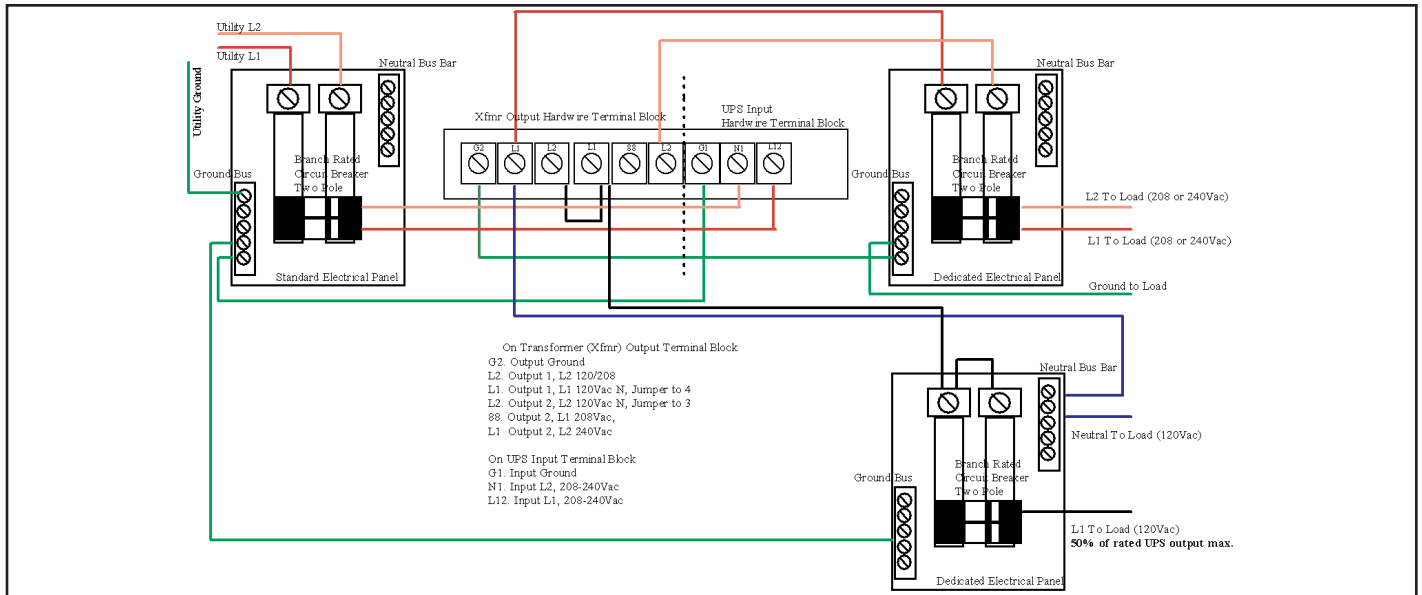 Utility L2
Utility L1
Utility Ground
Neutral Bus Bar
Ground Bus
Branch Rated
Circuit Breaker
Two Pole
Standard Electrical Panel
Xfmr Output Hardwire Terminal Block
UPS Input
Hardwire Terminal Block
G2 L1 L2 L1 88 L2 G1 N1 L12
Neutral Bus Bar
Ground Bus
Branch Rated
Circuit Breaker
Two Pole
Dedicated Electrical Panel
L2 To Load (208 or 240Vac)
L1 To Load (208 or 240Vac)
Ground to Load
On Transformer (Xfmr) Output Terminal Block
G2. Output Ground
L2. Output 1, L2 120/208
L1. Output 1, L1 120Vac N, Jumper to 4
L2. Output 2, L2 120Vac N, Jumper to 3
88. Output 2, L1 208Vac,
L1 Output 2, L2 240Vac
On UPS Input Terminal Block
G1. Input Ground
N1. Input L2, 208-240Vac
L12. Input L1, 208-240Vac
Neutral Bus Bar
Neutral To Load (120Vac)
Ground Bus
Branch Rated
Circuit Breaker
Two Pole
L1 To Load (120Vac)
50% of rated UPS output max.
Dedicated Electrical Panel